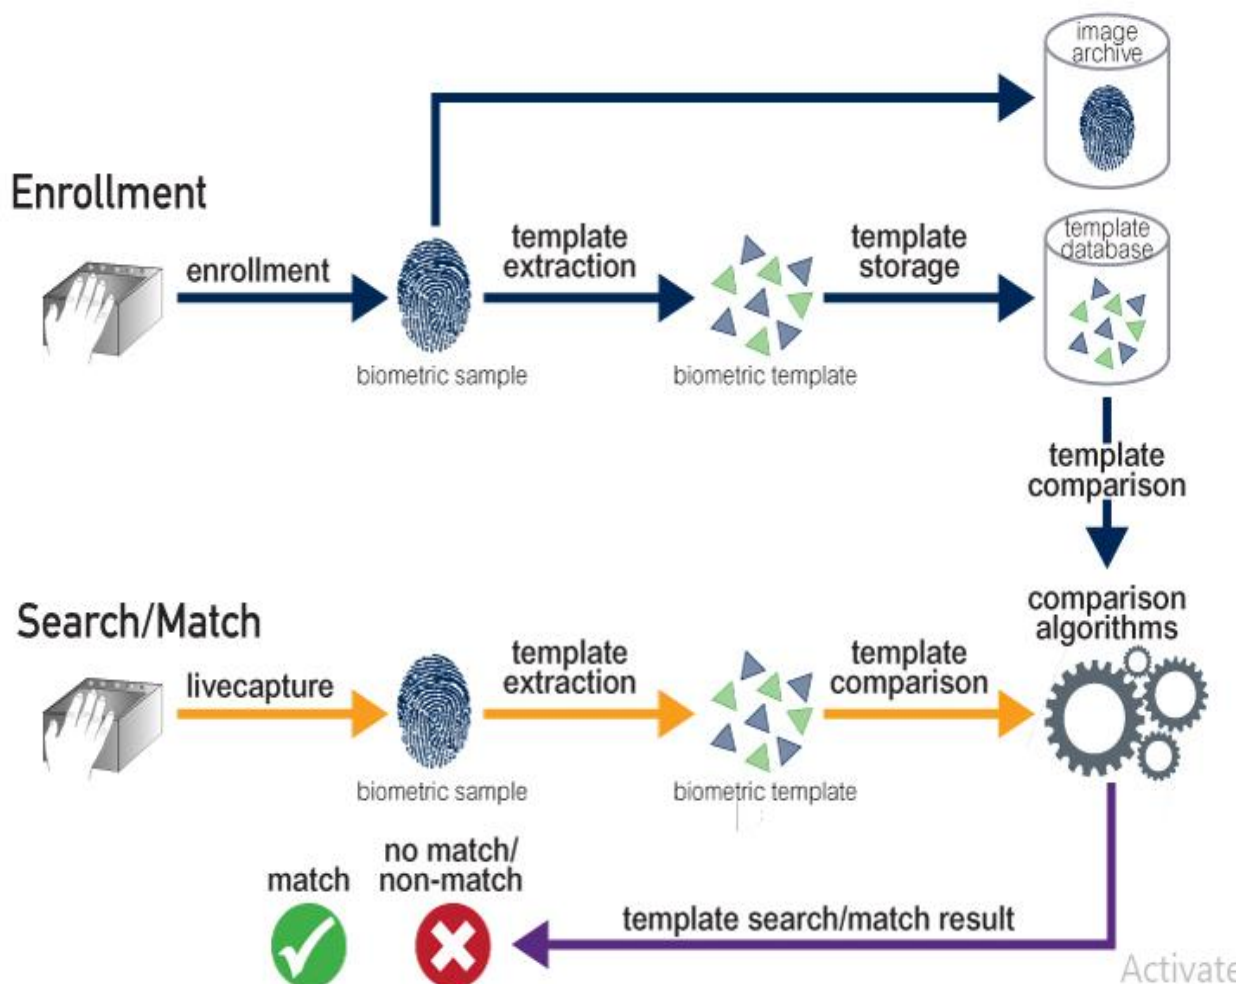 image
archive
Enrollment
enrollment
template
extraction
template
storage
template
database
biometric sample
biometric template
template
comparison
comparison
algorithms
Search/Match
livecapture
template
extraction
template
comparison
biometric sample
biometric template
match
no match/
non-match
template search/match result
Activate